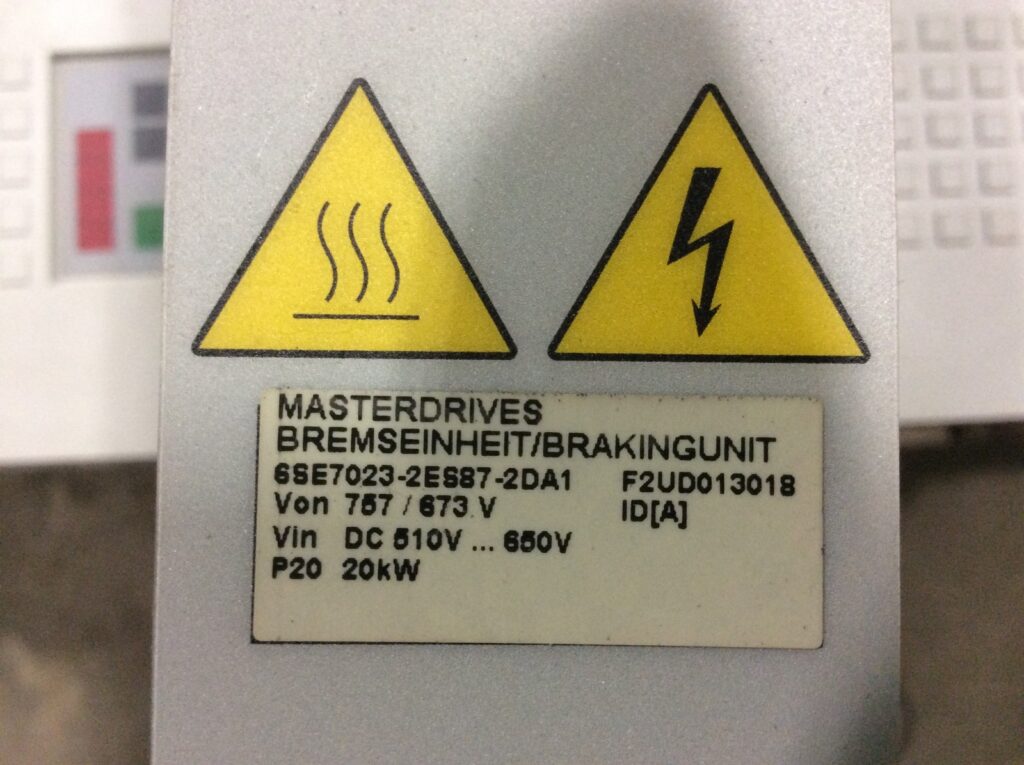 MASTERDRIVES
BREMSEINHEIT/BRAKINGUNIT
6SE7023-2ES87-2DA1 F2UD013018
Von 757 / 673 V ID[A]
Vin DC 510V ... 650V
P20 20kW